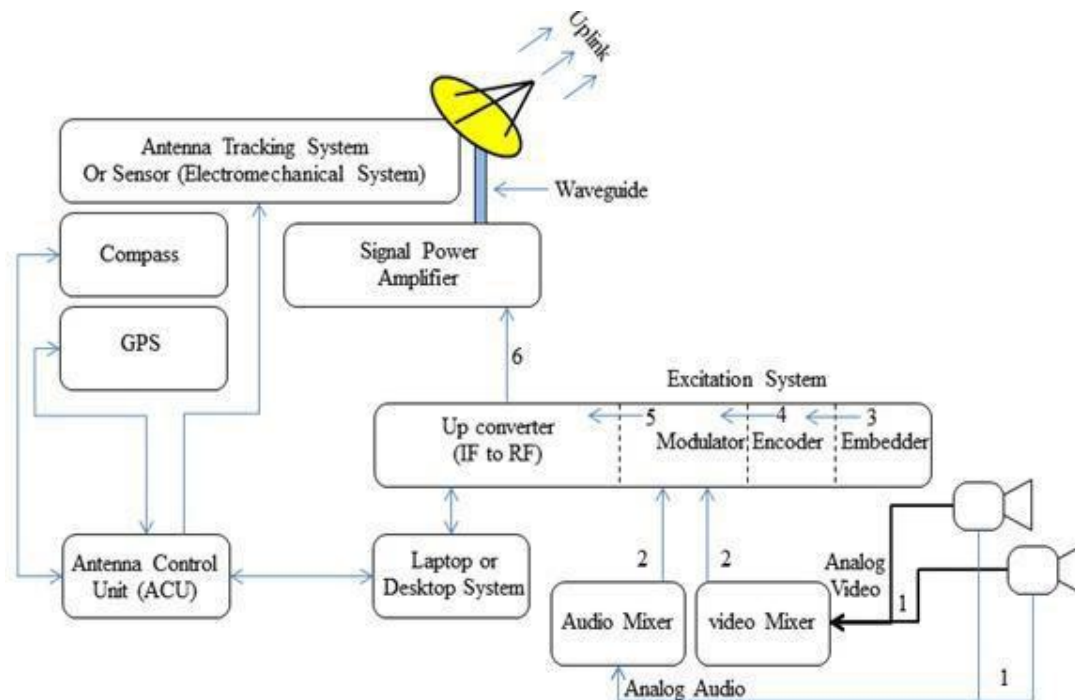 Uplink
Antenna Tracking System
Or Sensor (Electromechanical System)
Waveguide
Compass
Signal Power
Amplifier
GPS
6
Excitation System
Up converter
(IF to RF)
5
4
3
Modulator
Encoder
Embedder
Antenna Control
Unit (ACU)
Laptop or
Desktop System
2
2
Analog
Video
1
Audio Mixer
video Mixer
1
Analog Audio